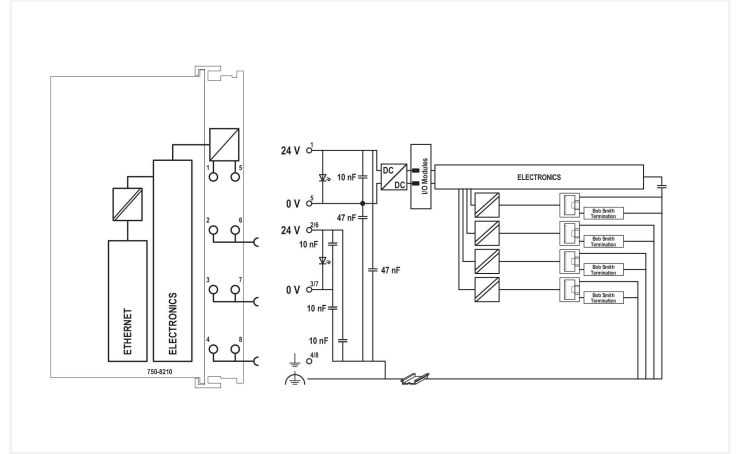 1
5
2
6
3
7
4
8
ETHERNET
ELECTRONICS
750-8210
24 V
1
10 nF
0 V
5
47 nF
24 V
2/6
10 nF
47 nF
0 V
3/7
10 nF
10 nF
4/8
DC
DC
I/O Modules
ELECTRONICS
Bob Smith
Termination
Bob Smith
Termination
Bob Smith
Termination
Bob Smith
Termination